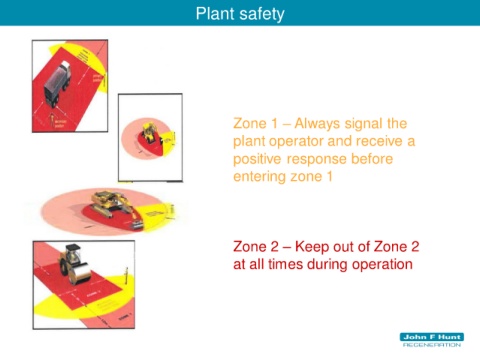 Plant safety
Zone 1 – Always signal the
plant operator and receive a
positive response before
entering zone 1
Zone 2 – Keep out of Zone 2
at all times during operation
John F Hunt
REGENERATION